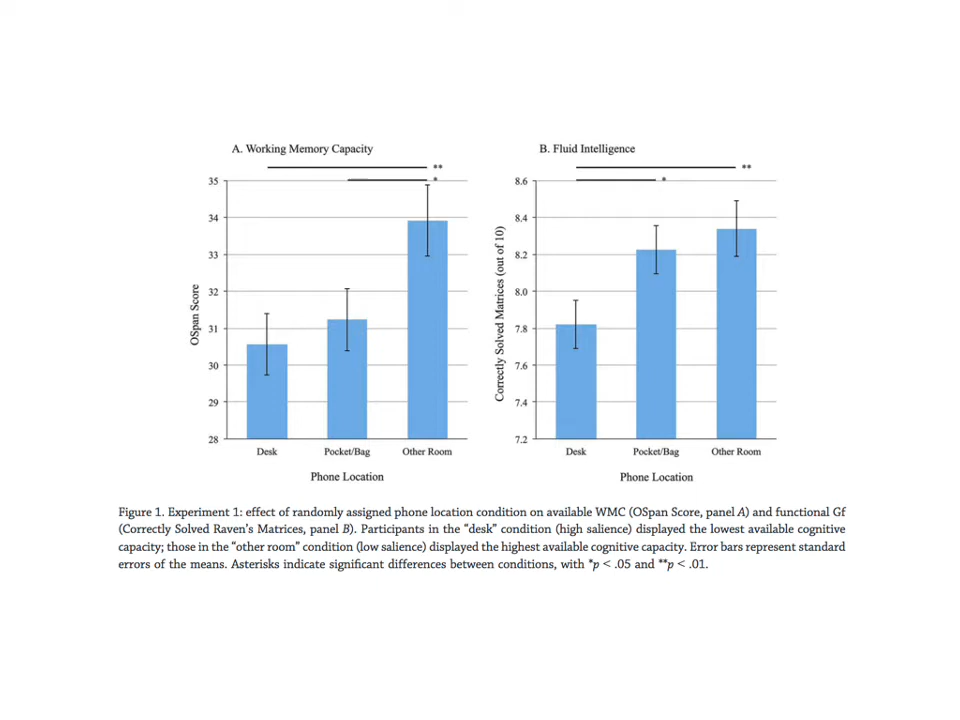 A. Working Memory Capacity
**
*
35
34
33
32
31
30
29
28
OSpan Score
Desk
Pocket/Bag
Other Room
Phone Location
B. Fluid Intelligence
**
*
8.6
8.4
8.2
8.0
7.8
7.6
7.4
7.2
Correctly Solved Matrices (out of 10)
Desk
Pocket/Bag
Other Room
Phone Location
Figure 1. Experiment 1: effect of randomly assigned phone location condition on available WMC (OSpan Score, panel A) and functional Gf
(Correctly Solved Raven's Matrices, panel B). Participants in the “desk” condition (high salience) displayed the lowest available cognitive
capacity; those in the “other room” condition (low salience) displayed the highest available cognitive capacity. Error bars represent standard
errors of the means. Asterisks indicate significant differences between conditions, with *p < .05 and **p < .01.